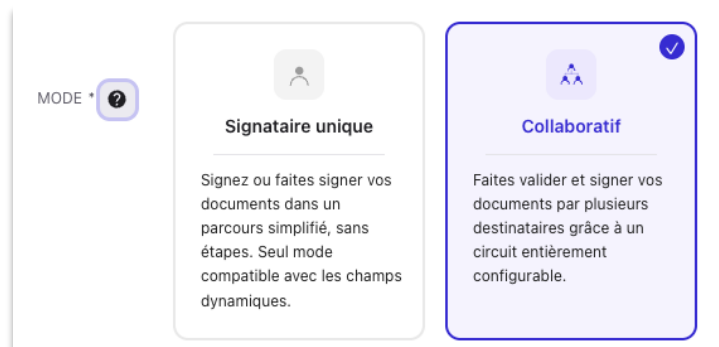 MODE *
Signataire unique
Signez ou faites signer vos
documents dans un
parcours simplifié, sans
étapes. Seul mode
compatible avec les champs
dynamiques.
Collaboratif
Faites valider et signer vos
documents par plusieurs
destinataires grâce à un
circuit entièrement
configurable.